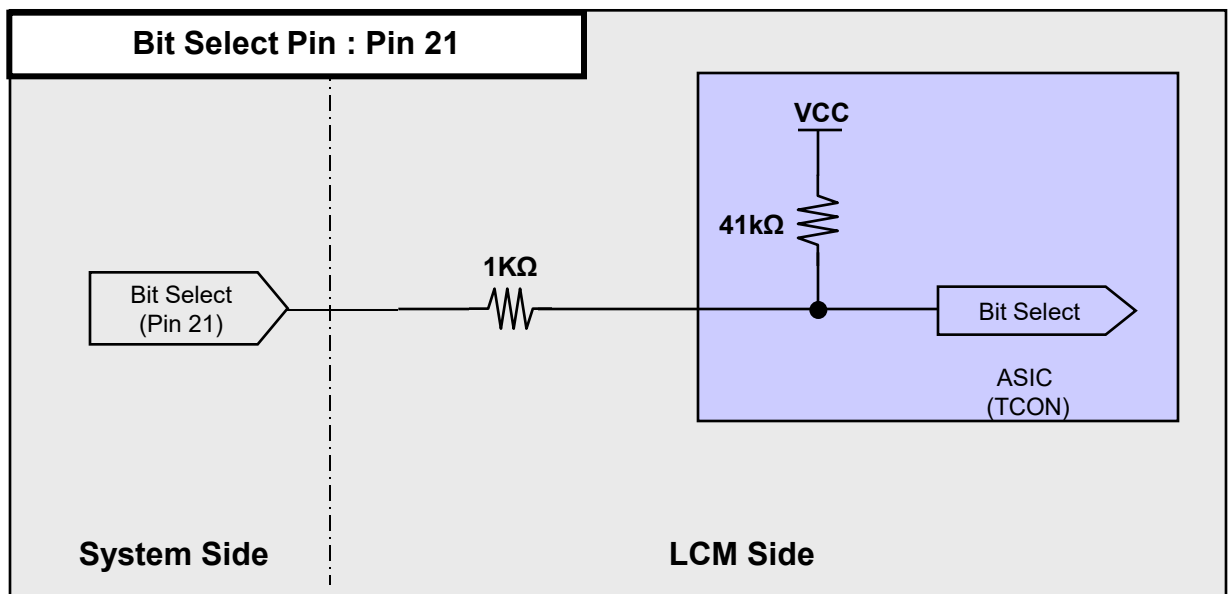 Bit Select Pin : Pin 21
VCC
41kΩ
1KΩ
Bit Select
(Pin 21)
Bit Select
ASIC
(TCON)
System Side
LCM Side